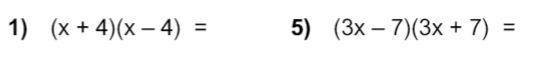 1) (x + 4)(x – 4) = 5) (3x – 7)(3x + 7) =